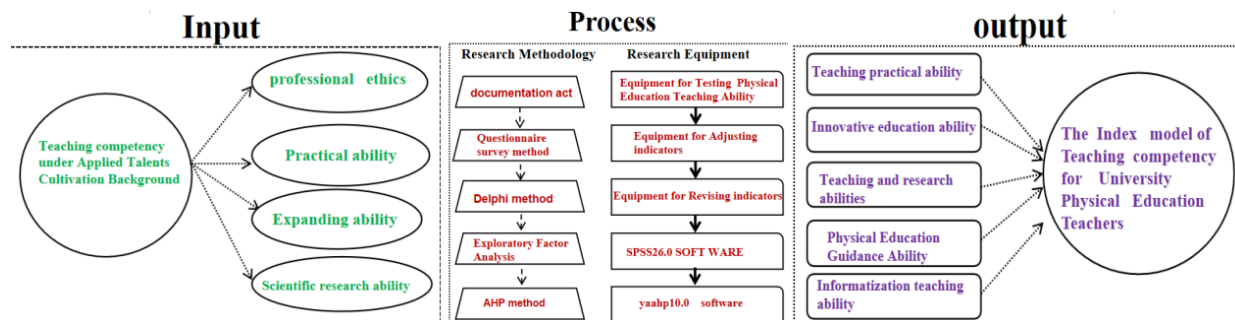 Input
Teaching competency
under Applied Talents
Cultivation Background
professional ethics
Practical ability
Expanding ability
Scientific research ability
Process
Research Methodology
documentation act
Questionnaire
survey method
Delphi method
Exploratory Factor
Analysis
AHP method
Research Equipment
Equipment for Testing Physical
Education Teaching Ability
Equipment for Adjusting
indicators
Equipment for Revising indicators
SPSS26.0 SOFT WARE
yaahp10.0 software
output
Teaching practical ability
Innovative education ability
Teaching and research
abilities
Physical Education
Guidance Ability
Informatization teaching
ability
The Index model of
Teaching competency
for University
Physical Education
Teachers